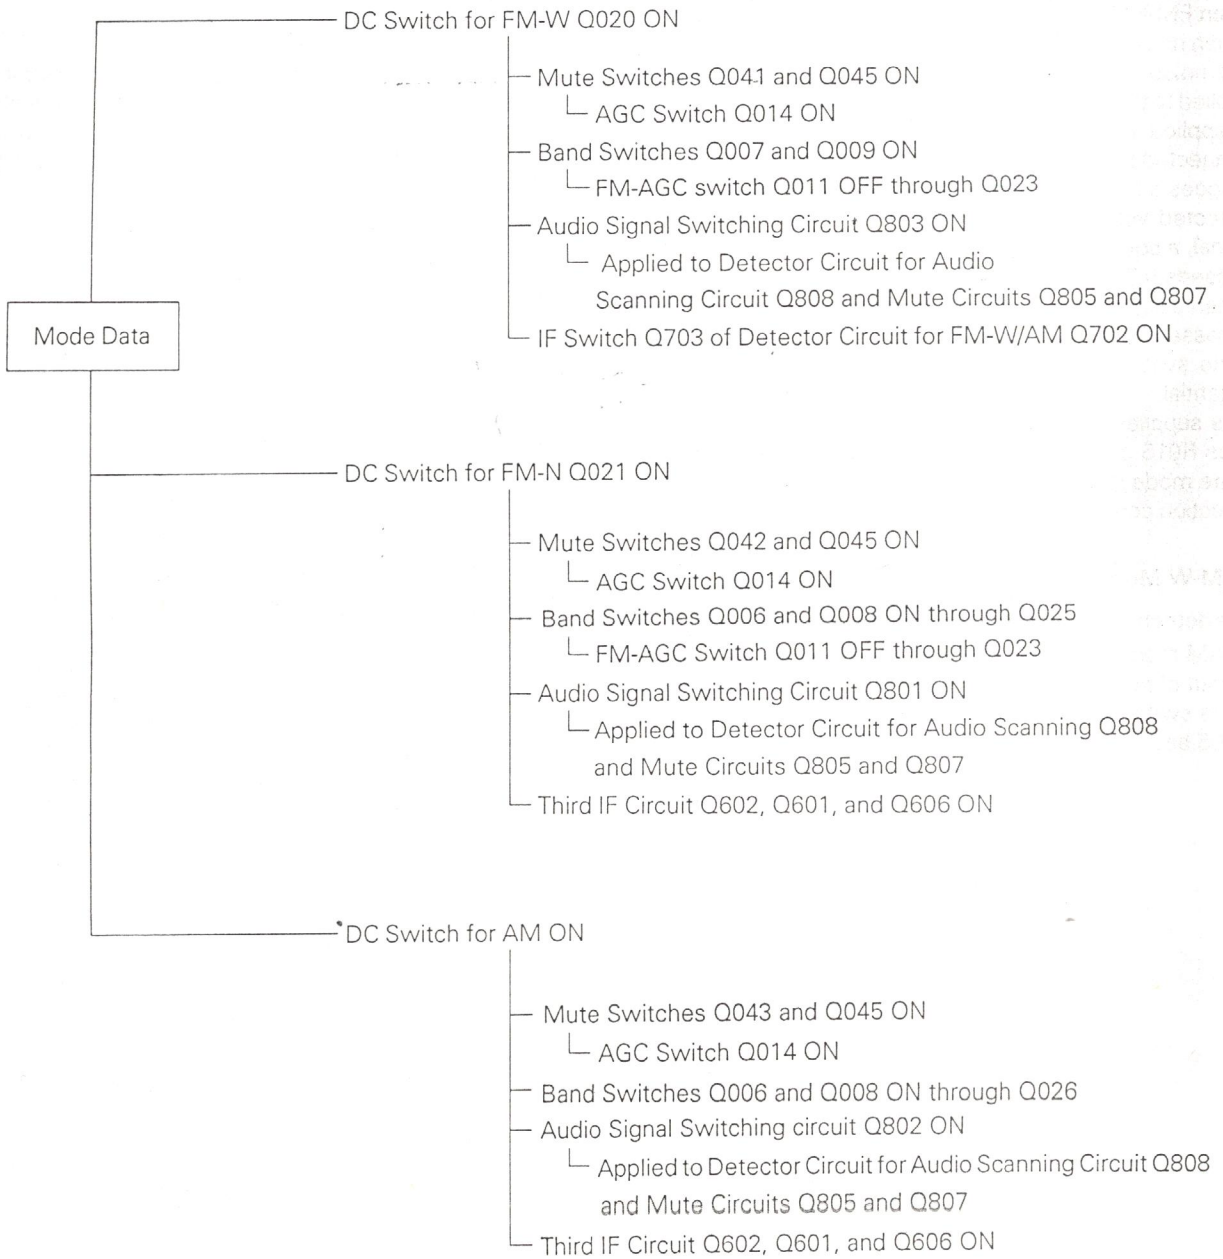 DC Switch for FM-W Q020 ON
Mute Switches Q041 and Q045 ON
AGC Switch Q014 ON
Band Switches Q007 and Q009 ON
FM-AGC switch Q011 OFF through Q023
Audio Signal Switching Circuit Q803 ON
Applied to Detector Circuit for Audio
Scanning Circuit Q808 and Mute Circuits Q805 and Q807
Mode Data
IF Switch Q703 of Detector Circuit for FM-W/AM Q702 ON
DC Switch for FM-N Q021 ON
Mute Switches Q042 and Q045 ON
AGC Switch Q014 ON
Band Switches Q006 and Q008 ON through Q025
FM-AGC Switch Q011 OFF through Q023
Audio Signal Switching Circuit Q801 ON
Applied to Detector Circuit for Audio Scanning Q808
and Mute Circuits Q805 and Q807
Third IF Circuit Q602, Q601, and Q606 ON
DC Switch for AM ON
Mute Switches Q043 and Q045 ON
AGC Switch Q014 ON
Band Switches Q006 and Q008 ON through Q026
Audio Signal Switching circuit Q802 ON
Applied to Detector Circuit for Audio Scanning Circuit Q808
and Mute Circuits Q805 and Q807
Third IF Circuit Q602, Q601, and Q606 ON